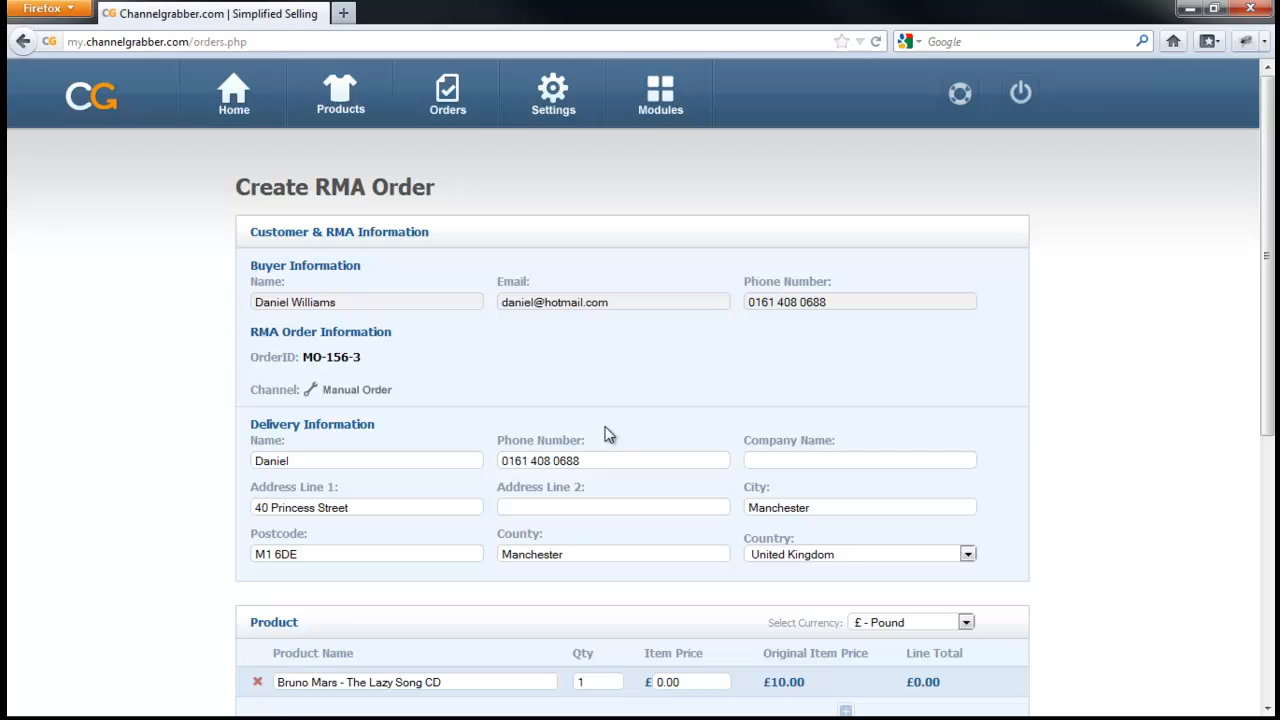 Firefox
CG Channelgrabber.com | Simplified Selling
CG my.channelgrabber.com/orders.php
Google
CG
Home
Products
Orders
Settings
Modules
Create RMA Order
Customer & RMA Information
Buyer Information
Name: Email: Phone Number:
Daniel Williams daniel@hotmail.com 0161 408 0688
RMA Order Information
OrderID: MO-156-3
Channel: Manual Order
Delivery Information
Name: Phone Number: Company Name:
Daniel 0161 408 0688
Address Line 1: Address Line 2: City:
40 Princess Street Manchester
Postcode: County: Country:
M1 6DE Manchester United Kingdom
Product Select Currency: £ - Pound
Product Name Qty Item Price Original Item Price Line Total
Bruno Mars - The Lazy Song CD 1 £ 0.00 £10.00 £0.00